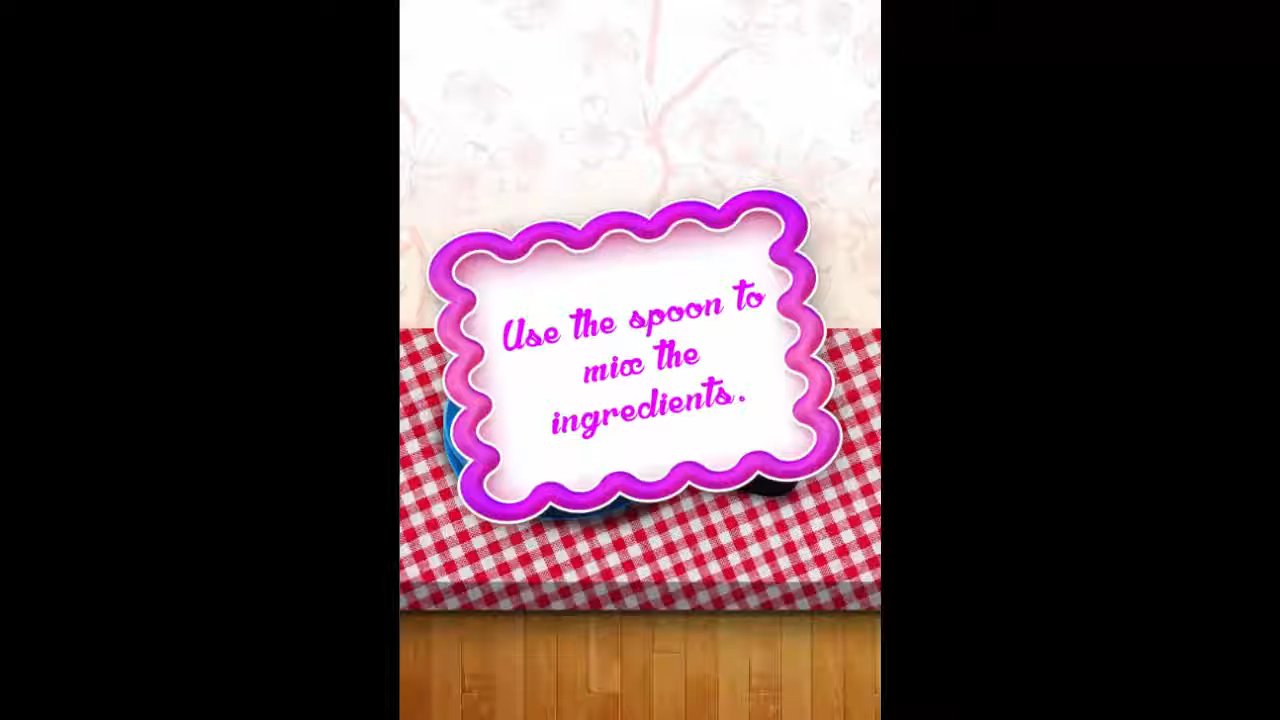 Use the spoon to
mix the
ingredients.